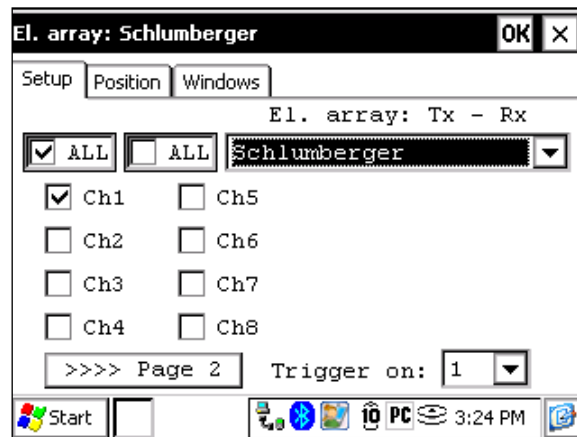 El. array: Schlumberger OK
Setup Position Windows
El. array: Tx - Rx
ALL ALL Schlumberger
Ch1 Ch5
Ch2 Ch6
Ch3 Ch7
Ch4 Ch8
>>>> Page 2 Trigger on: 1
Start PC 3:24 PM